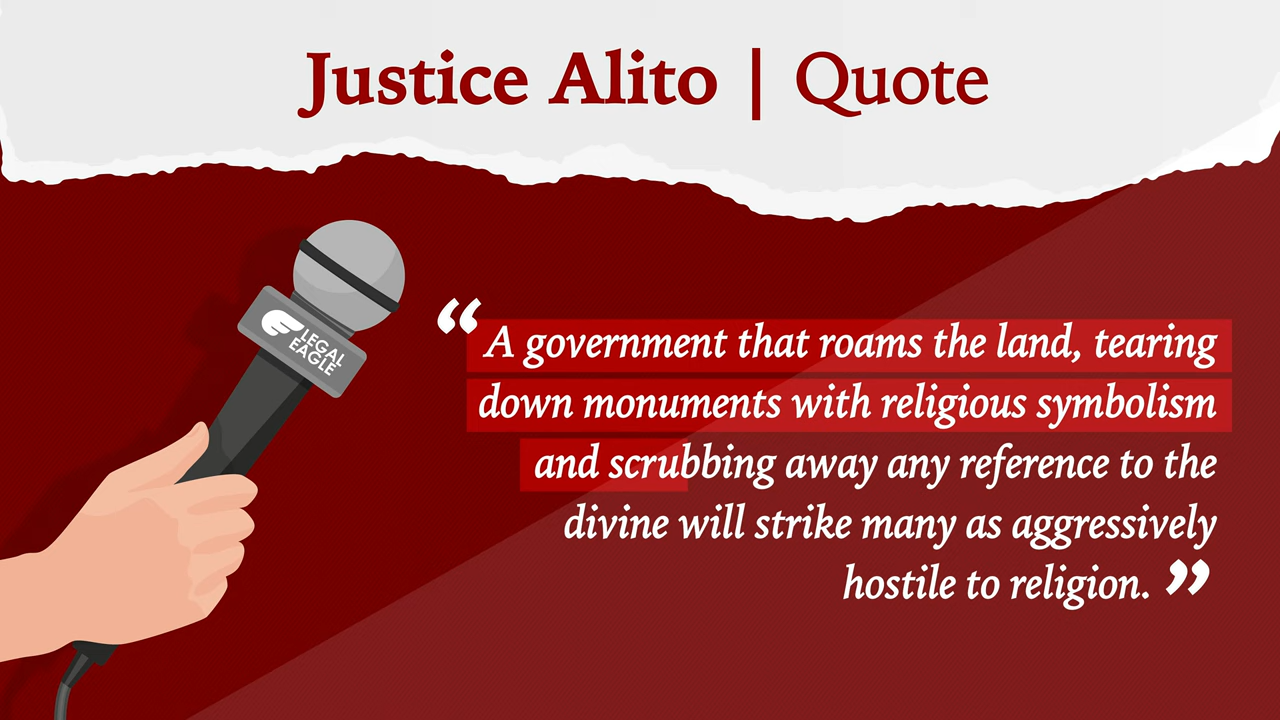 Justice Alito | Quote
LEGAL
EAGLE
“A government that roams the land, tearing
down monuments with religious symbolism
and scrubbing away any reference to the
divine will strike many as aggressively
hostile to religion.”